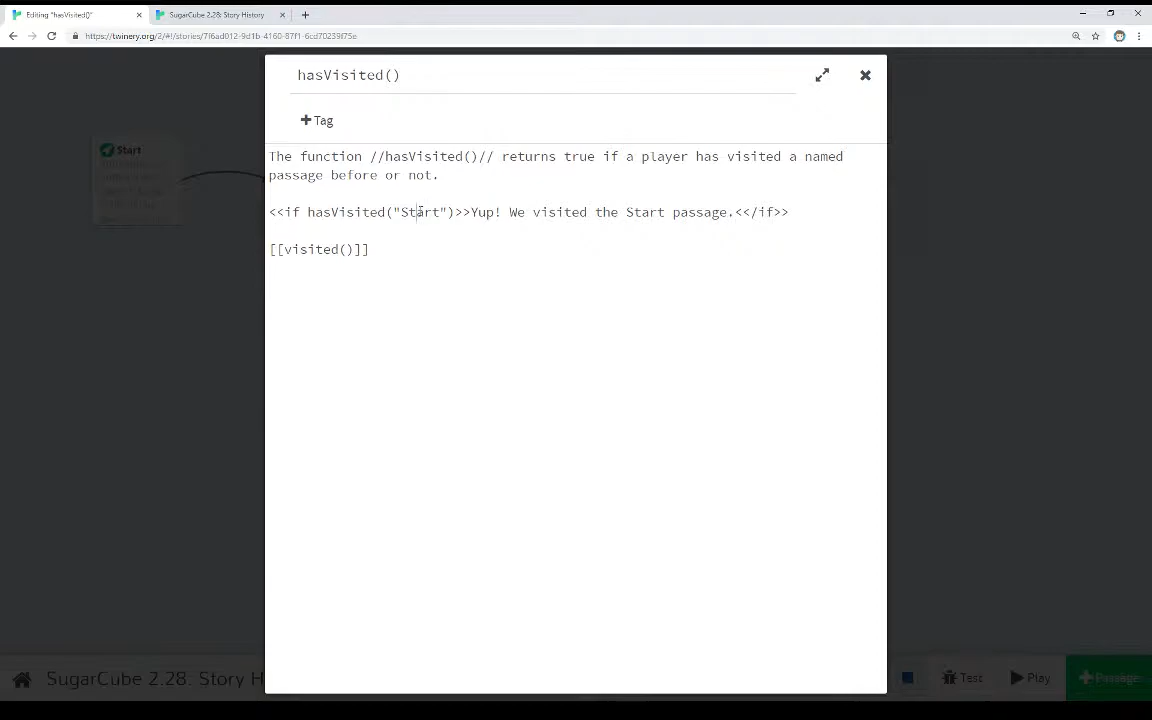 Editing "hasVisited()"
SugarCube 2.28: Story History
https://twinery.org/2/#!/stories/7f6ad012-9d1b-4160-87f1-6cd70239f75e
hasVisited()
Tag
Start
The function //hasVisited()// returns true if a player has visited a named
passage before or not.
<<if hasVisited("Start")>>Yup! We visited the Start passage.<</if>>
[[visited()]]
SugarCube 2.28: Story H
Test
Play
Passage